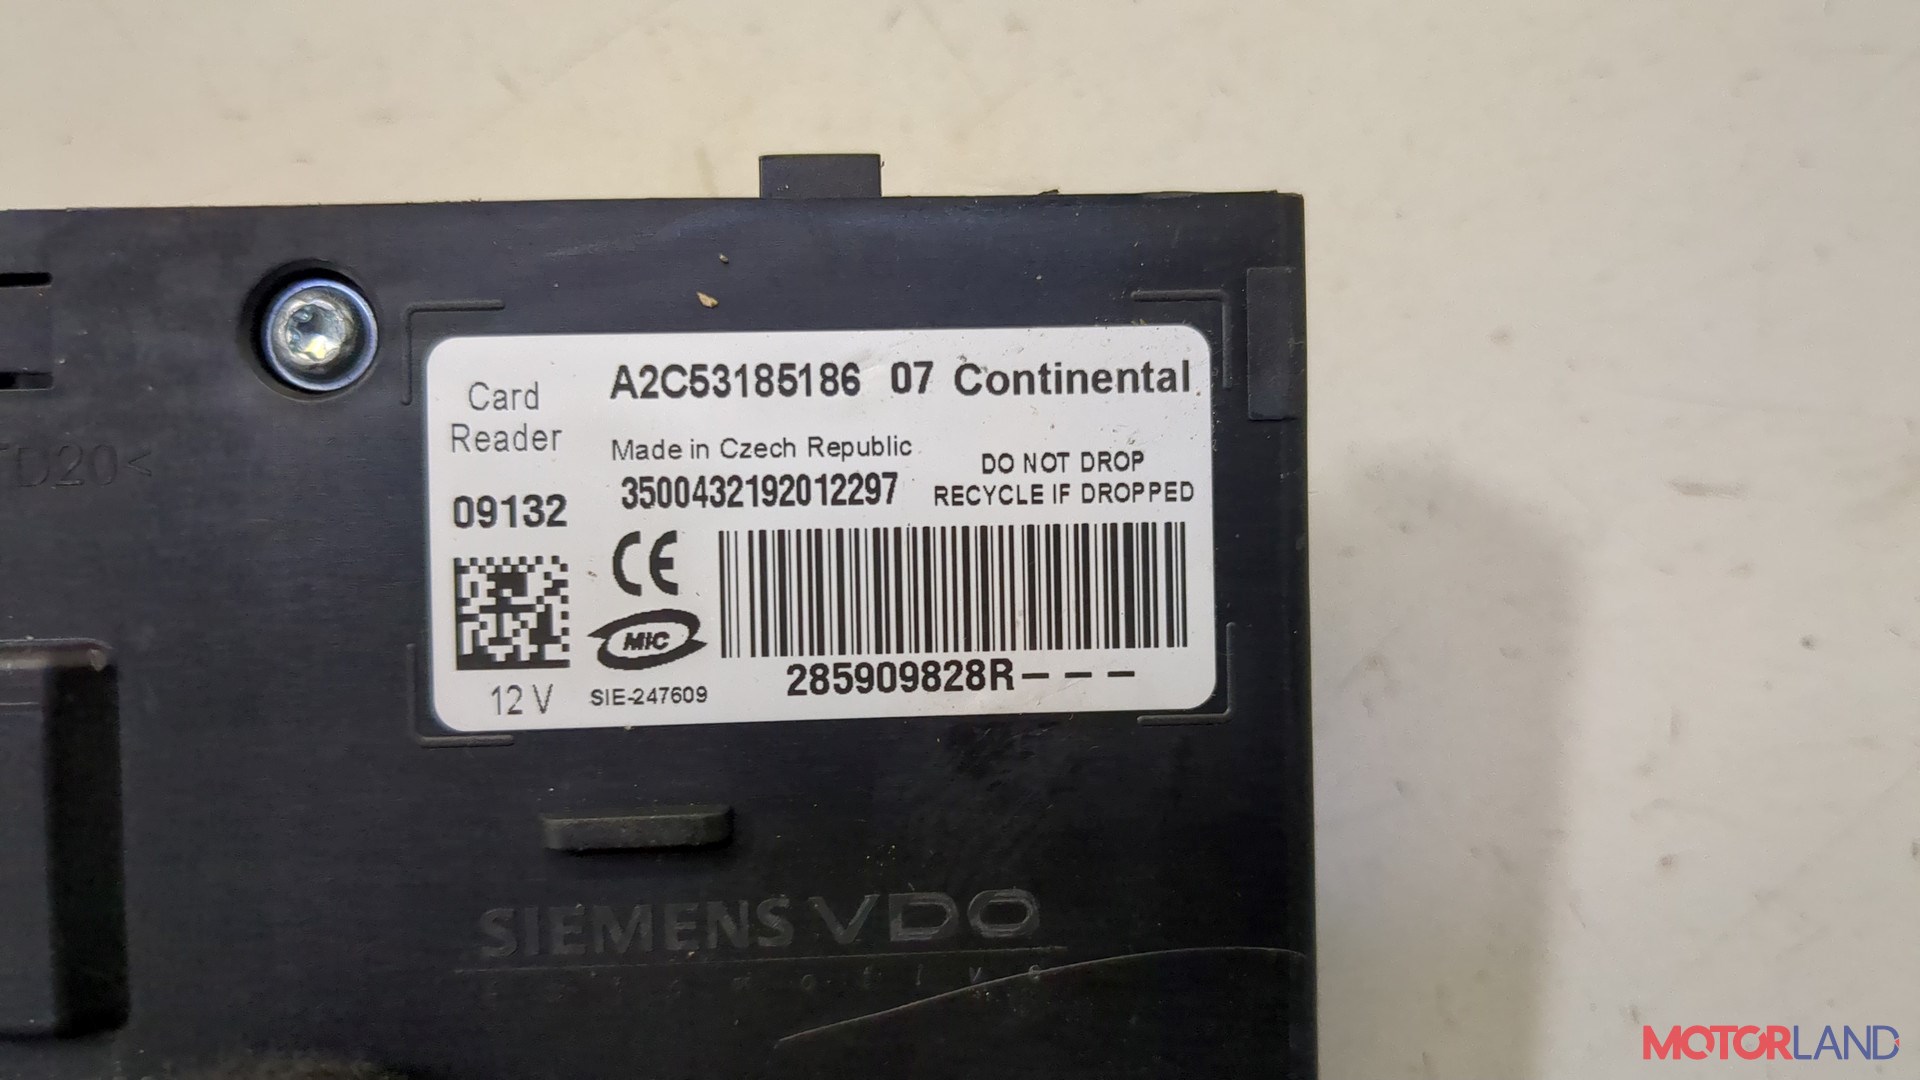 A2C53185186 07 Continental
Card
Reader
Made in Czech Republic
DO NOT DROP
RECYCLE IF DROPPED
3500432192012297
09132
CE
MIC
285909828R– – –
12 V
SIE-247609
TD20<
SIEMENS VDO
MOTORLAND